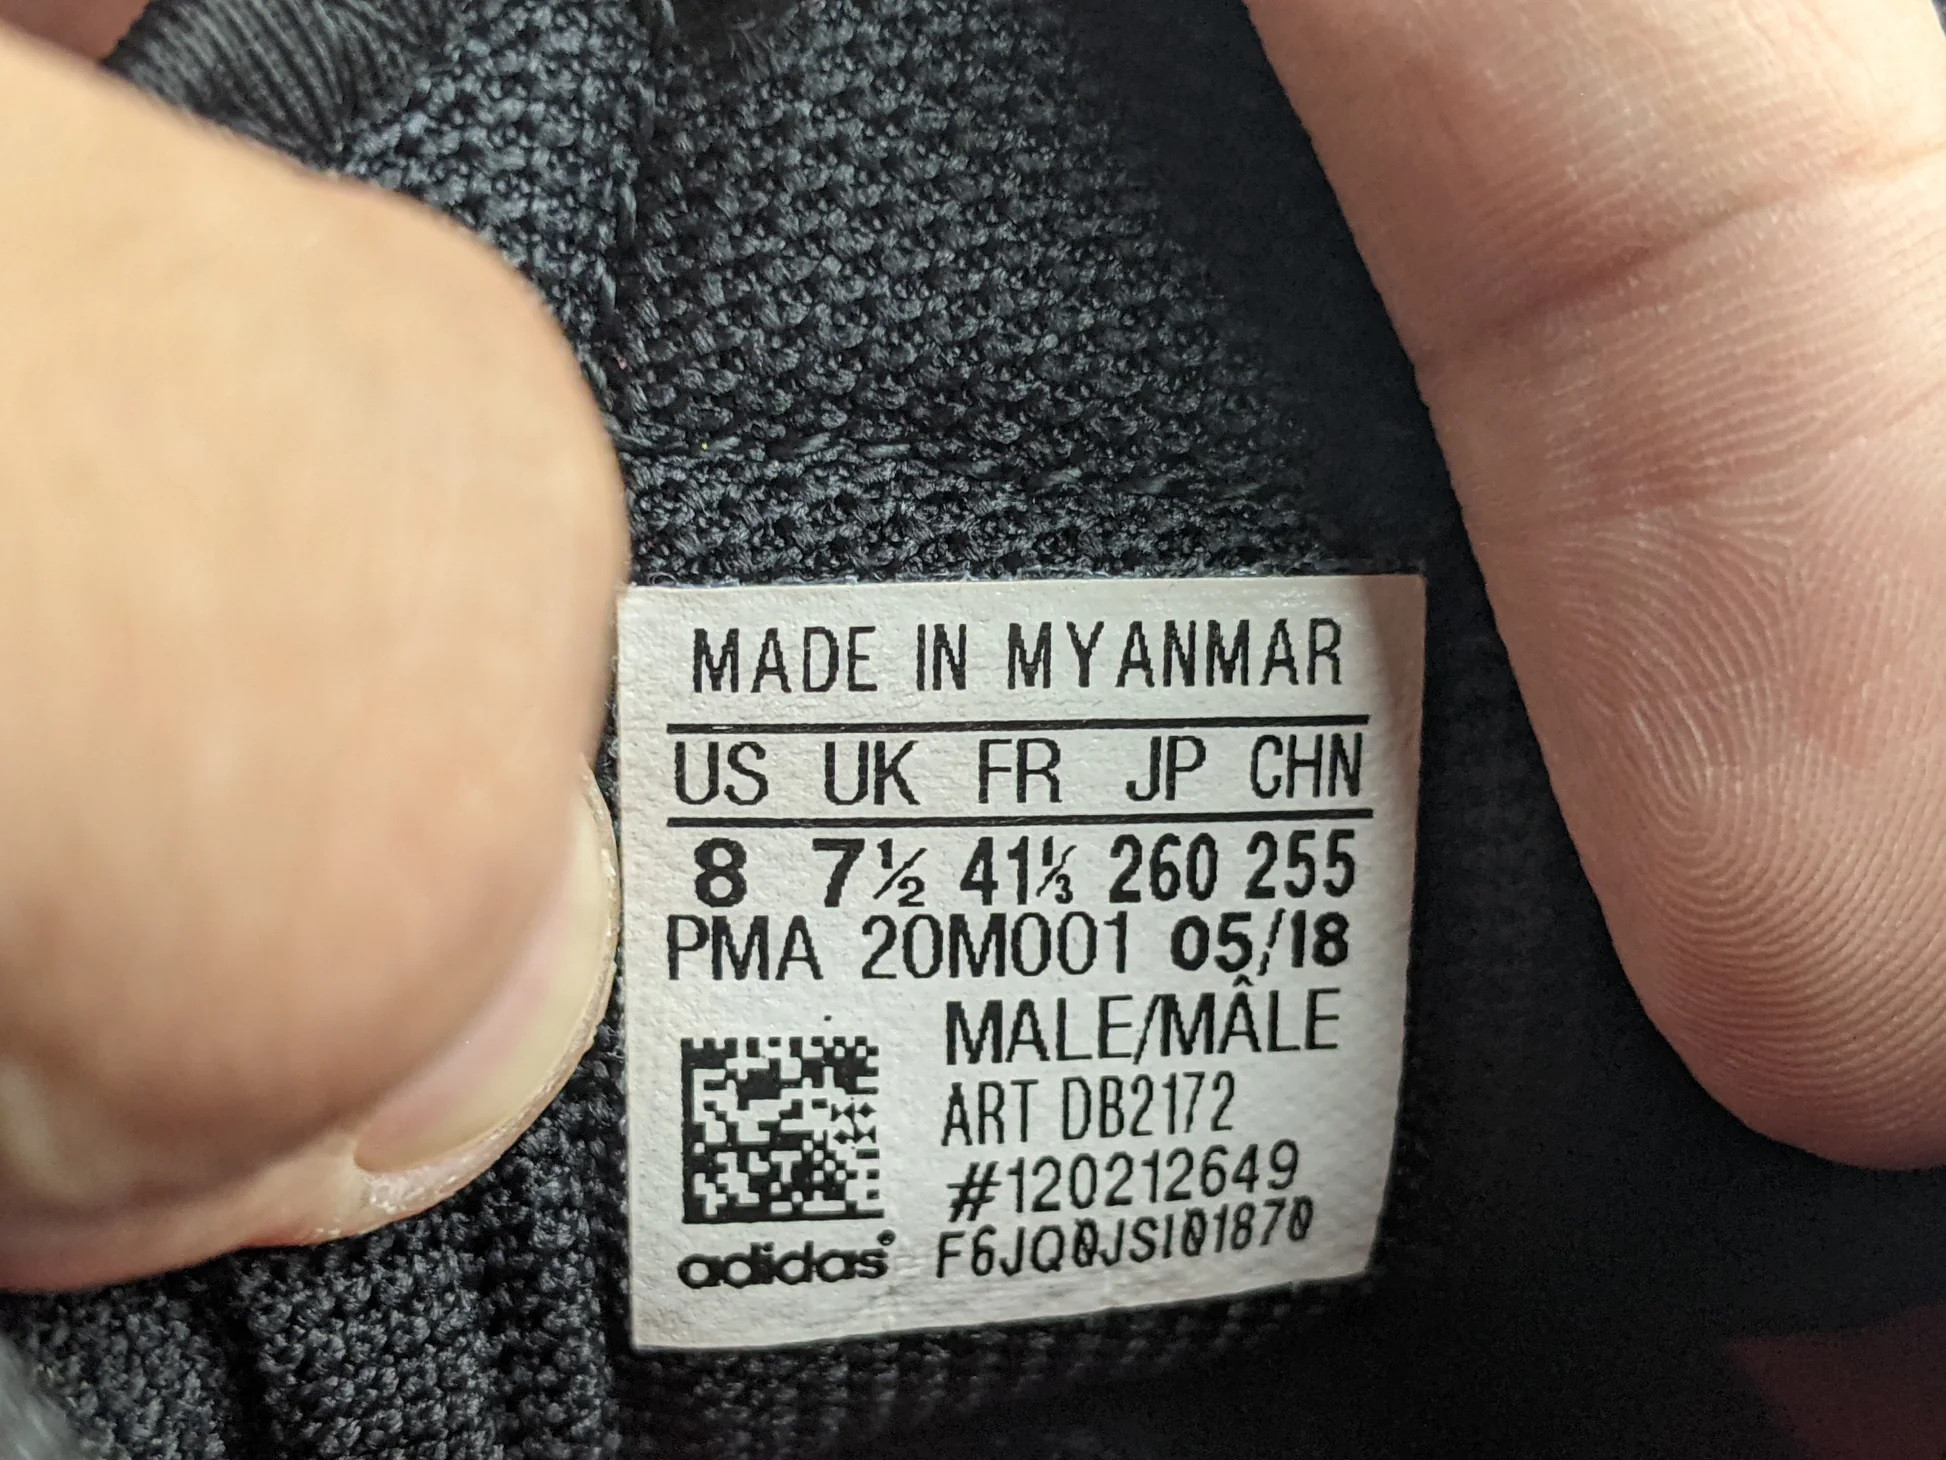 MADE IN MYANMAR
US UK FR JP CHN
8 7½ 41⅓ 260 255
PMA 20M001 05/18
MALE/MÂLE
ART DB2172
#120212649
F6JQ0JSI01870
adidas®